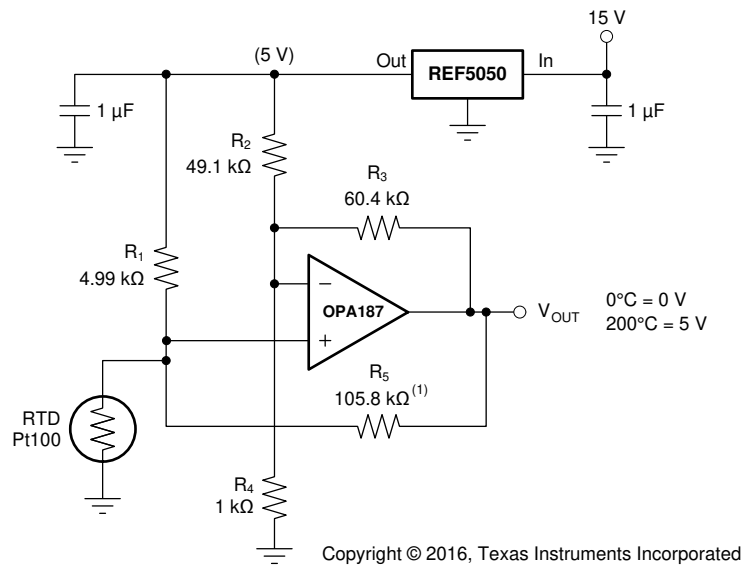 15 V
(5 V)
Out
REF5050
In
1 µF
1 µF
R2
49.1 kΩ
R3
60.4 kΩ
R1
4.99 kΩ
−
OPA187
+
VOUT
0°C = 0 V
200°C = 5 V
R5
105.8 kΩ(1)
RTD
Pt100
R4
1 kΩ
Copyright © 2016, Texas Instruments Incorporated